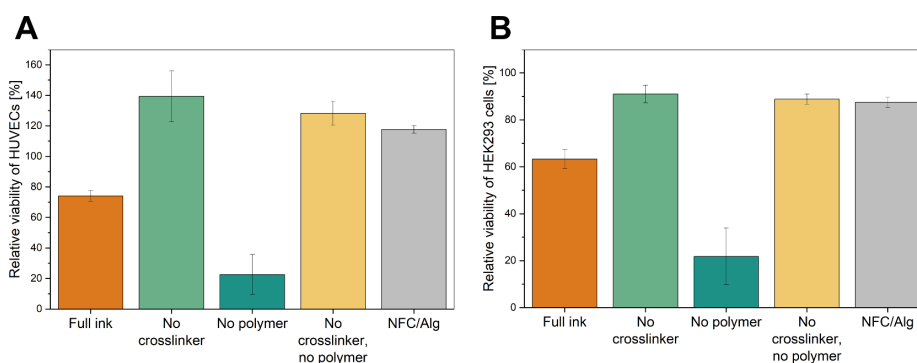 A
Relative viability of HUVECs [%]
160
140
120
100
80
60
40
20
0
Full ink
No
crosslinker
No polymer
No
crosslinker,
no polymer
NFC/Alg
B
Relative viability of HEK293 cells [%]
100
80
60
40
20
0
Full ink
No
crosslinker
No polymer
No
crosslinker,
no polymer
NFC/Alg